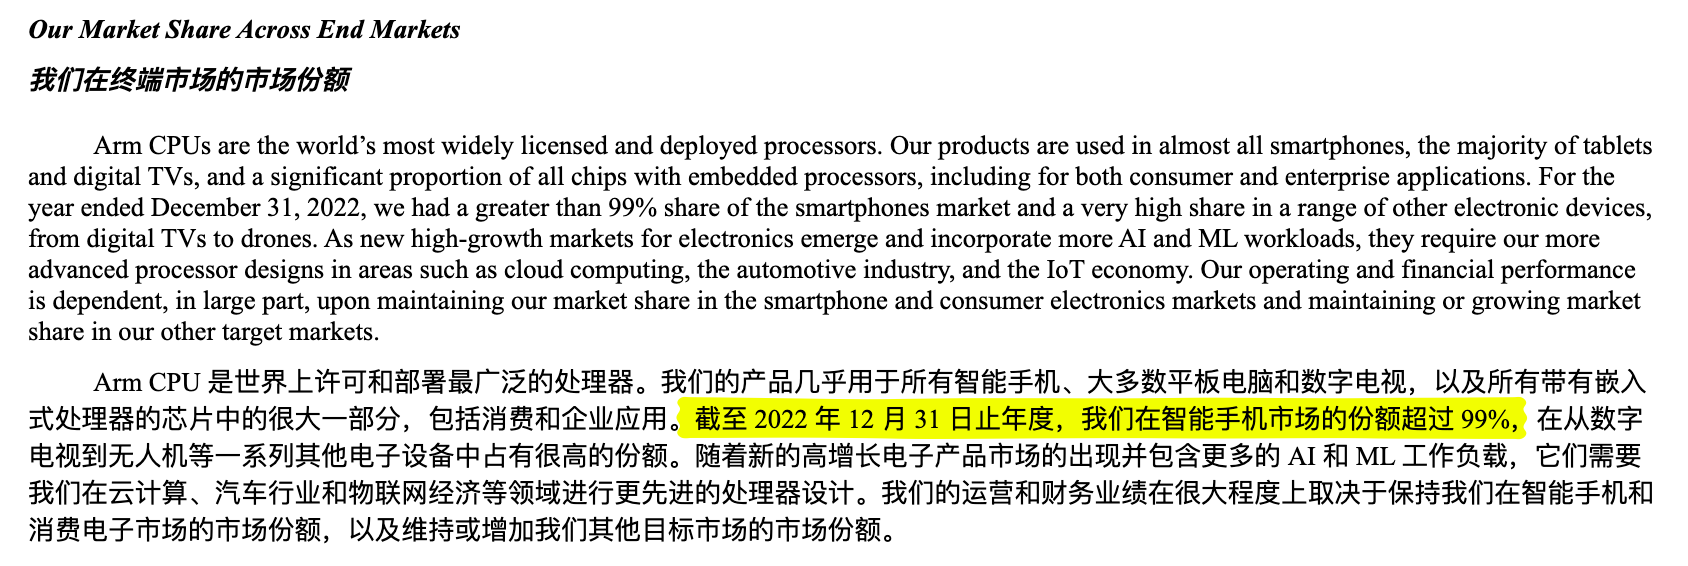 Our Market Share Across End Markets
我们在终端市场的市场份额
Arm CPUs are the world’s most widely licensed and deployed processors. Our products are used in almost all smartphones, the majority of tablets
and digital TVs, and a significant proportion of all chips with embedded processors, including for both consumer and enterprise applications. For the
year ended December 31, 2022, we had a greater than 99% share of the smartphones market and a very high share in a range of other electronic devices,
from digital TVs to drones. As new high-growth markets for electronics emerge and incorporate more AI and ML workloads, they require our more
advanced processor designs in areas such as cloud computing, the automotive industry, and the IoT economy. Our operating and financial performance
is dependent, in large part, upon maintaining our market share in the smartphone and consumer electronics markets and maintaining or growing market
share in our other target markets.
Arm CPU 是世界上许可和部署最广泛的处理器。我们的产品几乎用于所有智能手机、大多数平板电脑和数字电视，以及所有带有嵌入
式处理器的芯片中的很大一部分，包括消费和企业应用。截至 2022 年 12 月 31 日止年度，我们在智能手机市场的份额超过 99%，在从数字
电视到无人机等一系列其他电子设备中占有很高的份额。随着新的高增长电子产品市场的出现并包含更多的 AI 和 ML 工作负载，它们需要
我们在云计算、汽车行业和物联网经济等领域进行更先进的处理器设计。我们的运营和财务业绩在很大程度上取决于保持我们在智能手机和
消费电子市场的市场份额，以及维持或增加我们其他目标市场的市场份额。